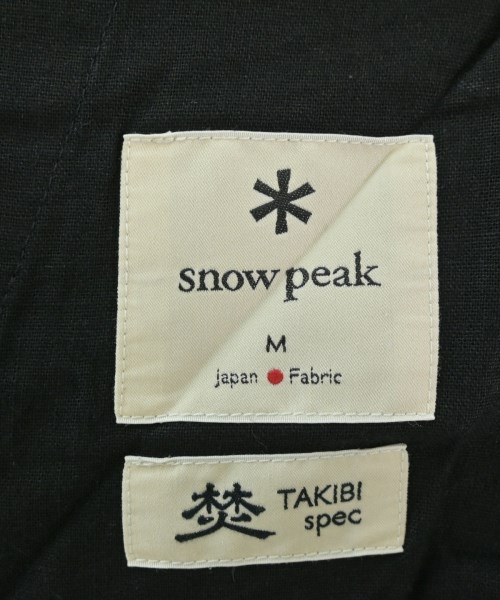 snow peak
M
japan Fabric
焚 TAKIBI
spec